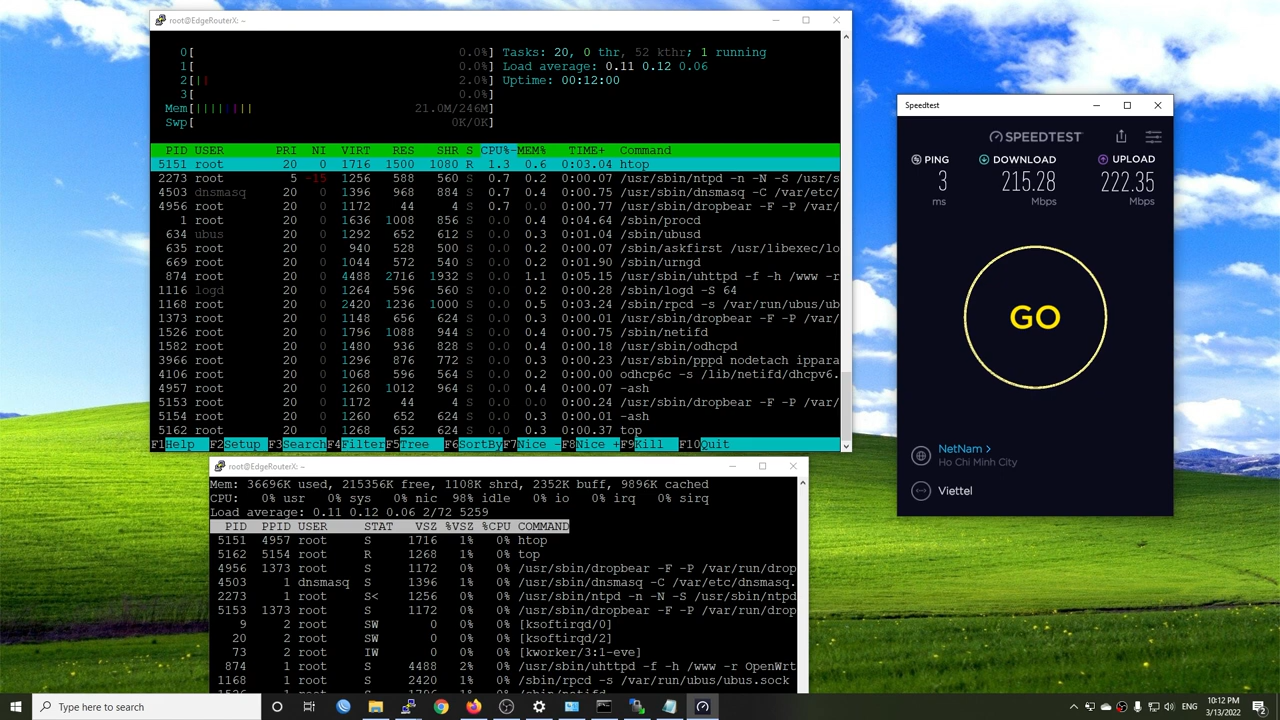 root@EdgeRouterX: ~
0[ 0.0%] Tasks: 20, 0 thr, 52 kthr; 1 running
1[ 0.0%] Load average: 0.11 0.12 0.06
2[|| 2.0%] Uptime: 00:12:00
3[ 0.0%]
Mem[|||||||| 21.0M/246M]
Swp[ 0K/0K]
PID USER PRI NI VIRT RES SHR S CPU%-MEM% TIME+ Command
5151 root 20 0 1716 1500 1080 R 1.3 0.6 0:03.04 htop
2273 root 5 -15 1256 588 560 S 0.7 0.2 0:00.07 /usr/sbin/ntpd -n -N -S /usr/s
4503 dnsmasq 20 0 1396 968 884 S 0.7 0.4 0:00.75 /usr/sbin/dnsmasq -C /var/etc/
4956 root 20 0 1172 44 4 S 0.7 0.0 0:00.77 /usr/sbin/dropbear -F -P /var/
1 root 20 0 1636 1008 856 S 0.0 0.4 0:04.64 /sbin/procd
634 ubus 20 0 1292 652 612 S 0.0 0.3 0:01.04 /sbin/ubusd
635 root 20 0 940 528 500 S 0.0 0.2 0:00.07 /sbin/askfirst /usr/libexec/lo
669 root 20 0 1044 572 540 S 0.0 0.2 0:01.90 /sbin/urngd
874 root 20 0 4488 2716 1932 S 0.0 1.1 0:05.15 /usr/sbin/uhttpd -f -h /www -r
1116 logd 20 0 1264 596 560 S 0.0 0.2 0:00.28 /sbin/logd -S 64
1168 root 20 0 2420 1236 1000 S 0.0 0.5 0:03.24 /sbin/rpcd -s /var/run/ubus/ub
1373 root 20 0 1148 656 624 S 0.0 0.3 0:00.01 /usr/sbin/dropbear -F -P /var/
1526 root 20 0 1796 1088 944 S 0.0 0.4 0:00.75 /sbin/netifd
1582 root 20 0 1480 936 828 S 0.0 0.4 0:00.18 /usr/sbin/odhcpd
3966 root 20 0 1296 876 772 S 0.0 0.3 0:00.23 /usr/sbin/pppd nodetach ippara
4106 root 20 0 1068 596 564 S 0.0 0.2 0:00.00 odhcp6c -s /lib/netifd/dhcpv6.
4957 root 20 0 1260 1012 964 S 0.0 0.4 0:00.07 -ash
5153 root 20 0 1172 44 4 S 0.0 0.0 0:00.24 /usr/sbin/dropbear -F -P /var/
5154 root 20 0 1260 652 624 S 0.0 0.3 0:00.01 -ash
5162 root 20 0 1268 652 624 S 0.0 0.3 0:00.37 top
F1Help F2Setup F3Search F4Filter F5Tree F6SortBy F7Nice - F8Nice + F9Kill F10Quit
root@EdgeRouterX: ~
Mem: 36696K used, 215356K free, 1108K shrd, 2352K buff, 9896K cached
CPU: 0% usr 0% sys 0% nic 98% idle 0% io 0% irq 0% sirq
Load average: 0.11 0.12 0.06 2/72 5259
PID PPID USER STAT VSZ %VSZ %CPU COMMAND
5151 4957 root S 1716 1% 0% htop
5162 5154 root R 1268 1% 0% top
4956 1373 root S 1172 0% 0% /usr/sbin/dropbear -F -P /var/run/drop
4503 1 dnsmasq S 1396 1% 0% /usr/sbin/dnsmasq -C /var/etc/dnsmasq.
2273 1 root S< 1256 0% 0% /usr/sbin/ntpd -n -N -S /usr/sbin/ntpd
5153 1373 root S 1172 0% 0% /usr/sbin/dropbear -F -P /var/run/drop
9 2 root SW 0 0% 0% [ksoftirqd/0]
20 2 root SW 0 0% 0% [ksoftirqd/2]
73 2 root IW 0 0% 0% [kworker/3:1-eve]
874 1 root S 4488 2% 0% /usr/sbin/uhttpd -f -h /www -r OpenWrt
1168 1 root S 2420 1% 0% /sbin/rpcd -s /var/run/ubus/ubus.sock
Speedtest
SPEEDTEST
PING DOWNLOAD UPLOAD
3 215.28 222.35
ms Mbps Mbps
GO
NetNam >
Ho Chi Minh City
Viettel
Type here to search
ENG
10:12 PM
3/13/2022